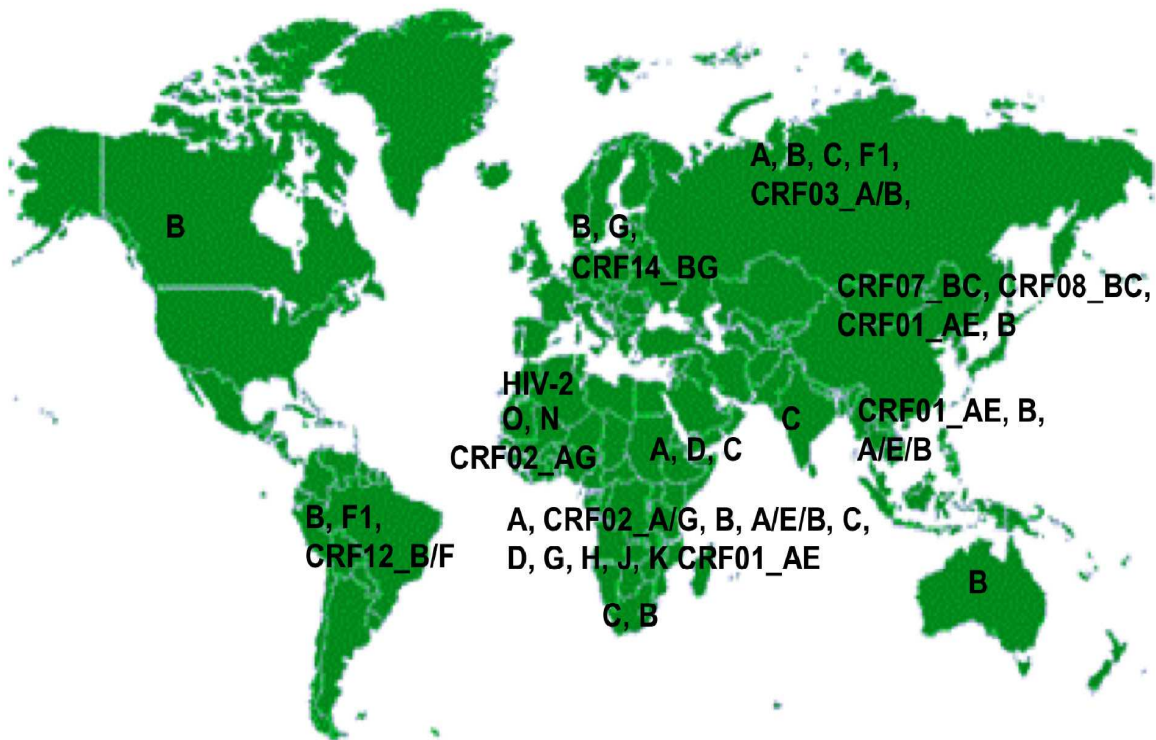 A, B, C, F1,
CRF03_A/B,
B
B, G,
CRF14_BG
CRF07_BC, CRF08_BC,
CRF01_AE, B
HIV-2
O, N
CRF02_AG
A, D, C
C
CRF01_AE, B,
A/E/B
B, F1,
CRF12_B/F
A, CRF02_A/G, B, A/E/B, C,
D, G, H, J, K CRF01_AE
B
C, B